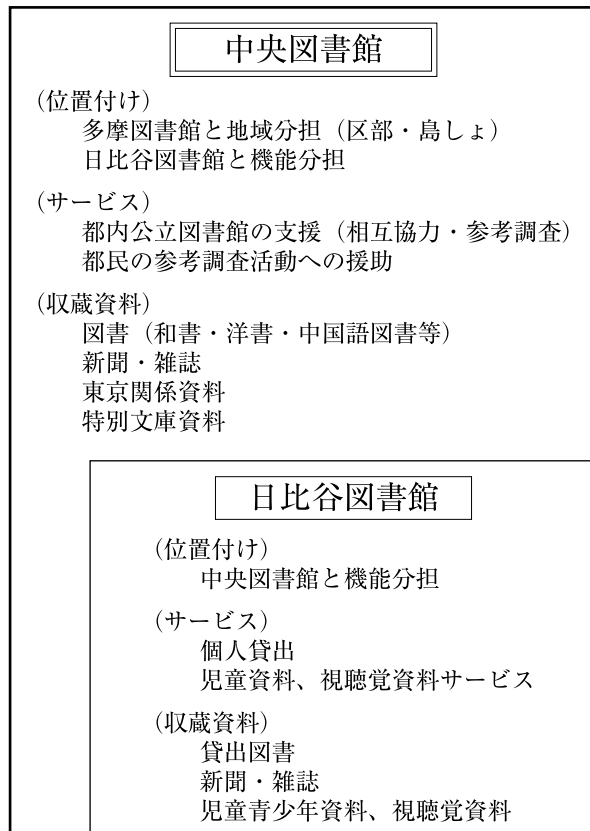 中央図書館
（位置付け）
多摩図書館と地域分担（区部・島しょ）
日比谷図書館と機能分担
（サービス）
都内公立図書館の支援（相互協力・参考調査）
都民の参考調査活動への援助
（収蔵資料）
図書（和書・洋書・中国語図書等）
新聞・雑誌
東京関係資料
特別文庫資料
日比谷図書館
（位置付け）
中央図書館と機能分担
（サービス）
個人貸出
児童資料、視聴覚資料サービス
（収蔵資料）
貸出図書
新聞・雑誌
児童青少年資料、視聴覚資料